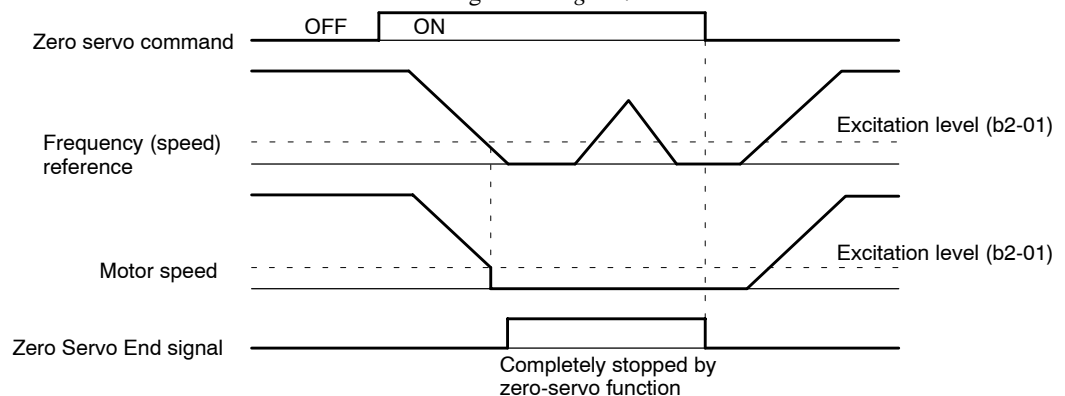 OFF
ON
Zero servo command
Excitation level (b2-01)
Frequency (speed)
reference
Excitation level (b2-01)
Motor speed
Zero Servo End signal
Completely stopped by
zero-servo function